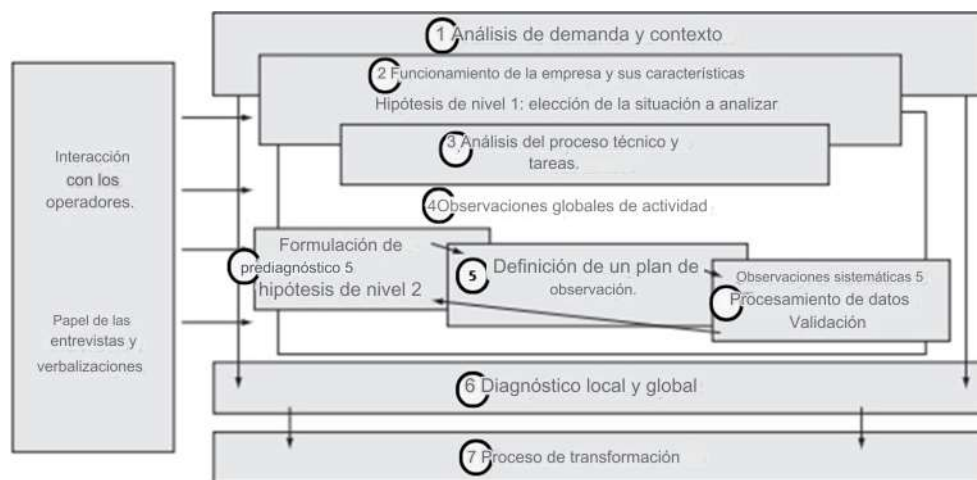 1 Análisis de demanda y contexto
2 Funcionamiento de la empresa y sus características
Hipótesis de nivel 1: elección de la situación a analizar
3 Análisis del proceso técnico y
tareas.
Interacción
con los
operadores.
4 Observaciones globales de actividad
Formulación de
prediagnóstico 5
hipótesis de nivel 2
5 Definición de un plan de
observación.
Observaciones sistemáticas 5
Procesamiento de datos
Validación
Papel de las
entrevistas y
verbalizaciones
6 Diagnóstico local y global
7 Proceso de transformación